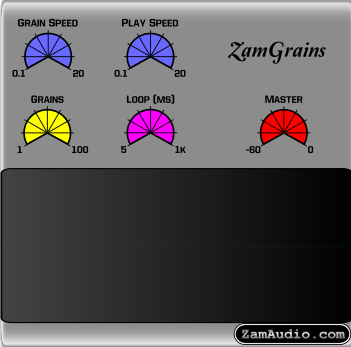 GRAIN SPEED
PLAY SPEED
0.1 20
0.1 20
ZamGrains
GRAINS
LOOP (MS)
MASTER
1 100
5 1K
-60 0
ZamAudio.com